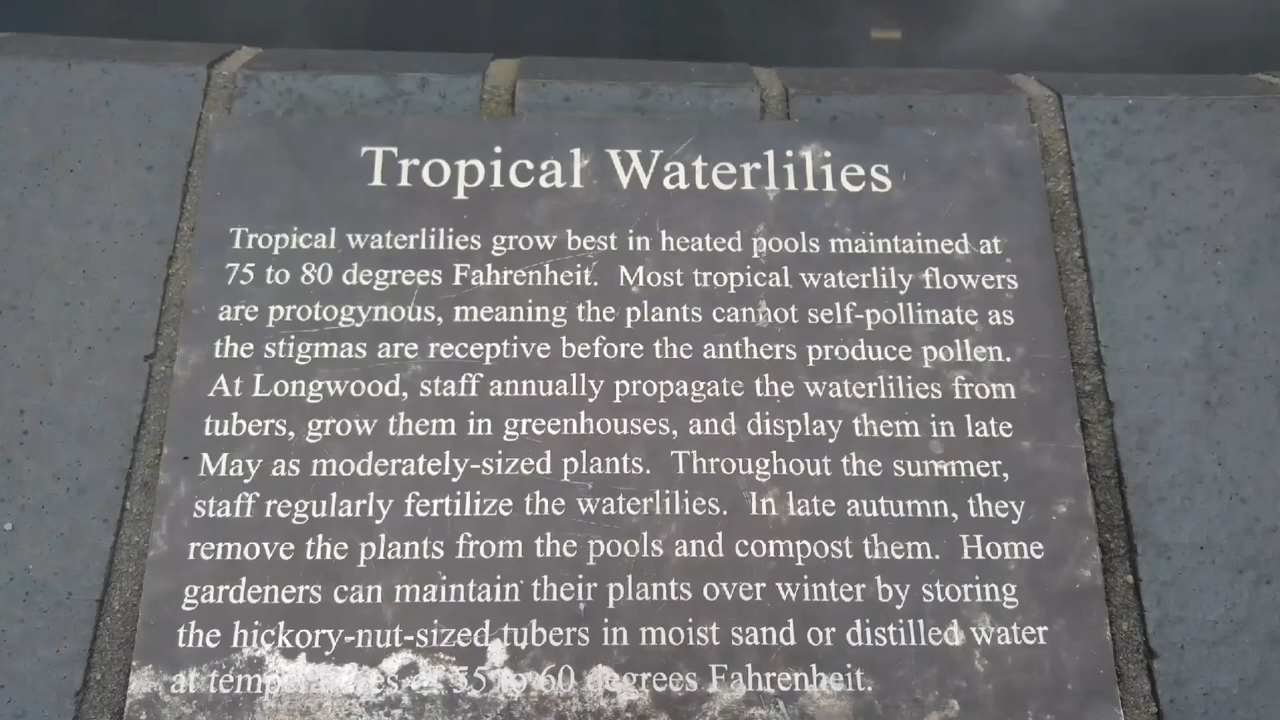 Tropical Waterlilies
Tropical waterlilies grow best in heated pools maintained at
75 to 80 degrees Fahrenheit. Most tropical waterlily flowers
are protogynous, meaning the plants cannot self-pollinate as
the stigmas are receptive before the anthers produce pollen.
At Longwood, staff annually propagate the waterlilies from
tubers, grow them in greenhouses, and display them in late
May as moderately-sized plants. Throughout the summer,
staff regularly fertilize the waterlilies. In late autumn, they
remove the plants from the pools and compost them. Home
gardeners can maintain their plants over winter by storing
the hickory-nut-sized tubers in moist sand or distilled water
at temperatures of 55 to 60 degrees Fahrenheit.